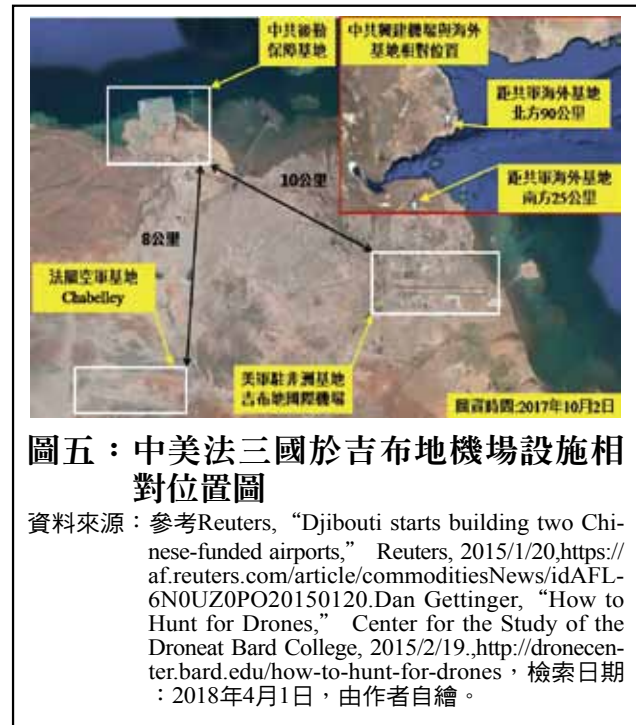 中共後勤
保障基地
中共興建機場與海外
基地相對位置
距共軍海外基地
北方90公里
距共軍海外基地
南方25公里
10公里
8公里
法國空軍基地
Chabelley
美軍駐非洲基地
吉布地國際機場
圖資時間:2017年10月2日
圖五：中美法三國於吉布地機場設施相
對位置圖
資料來源：參考Reuters,“Djibouti starts building two Chi-
nese-funded airports,” Reuters, 2015/1/20,https://
af.reuters.com/article/commoditiesNews/idAFL-
6N0UZ0PO20150120.Dan Gettinger, “How to
Hunt for Drones,” Center for the Study of the
Droneat Bard College, 2015/2/19.,http://dronecen-
ter.bard.edu/how-to-hunt-for-drones，檢索日期
：2018年4月1日，由作者自繪。